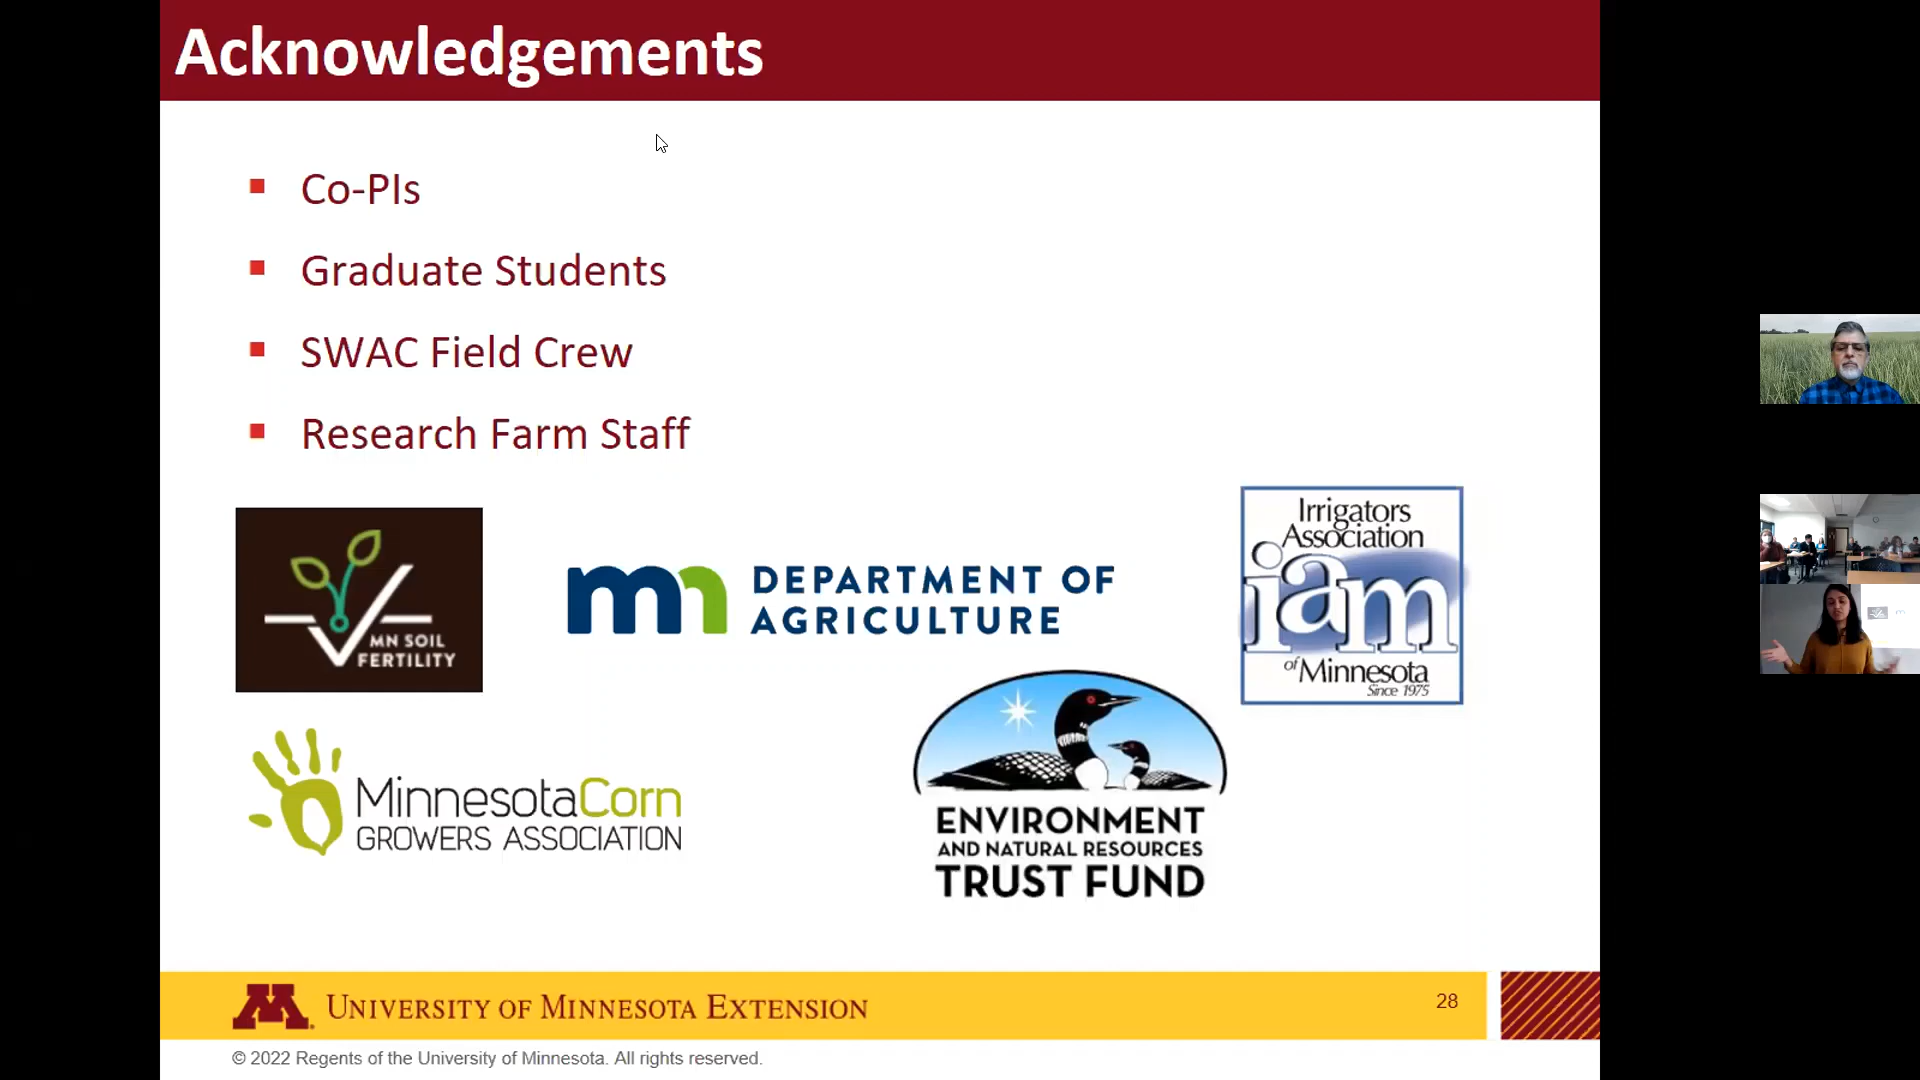 Acknowledgements
Co-PIs
Graduate Students
SWAC Field Crew
Research Farm Staff
MN SOIL
FERTILITY
mn DEPARTMENT OF
AGRICULTURE
Irrigators
Association
iam
of Minnesota
Since 1975
MinnesotaCorn
GROWERS ASSOCIATION
ENVIRONMENT
AND NATURAL RESOURCES
TRUST FUND
M UNIVERSITY OF MINNESOTA EXTENSION
28
© 2022 Regents of the University of Minnesota. All rights reserved.